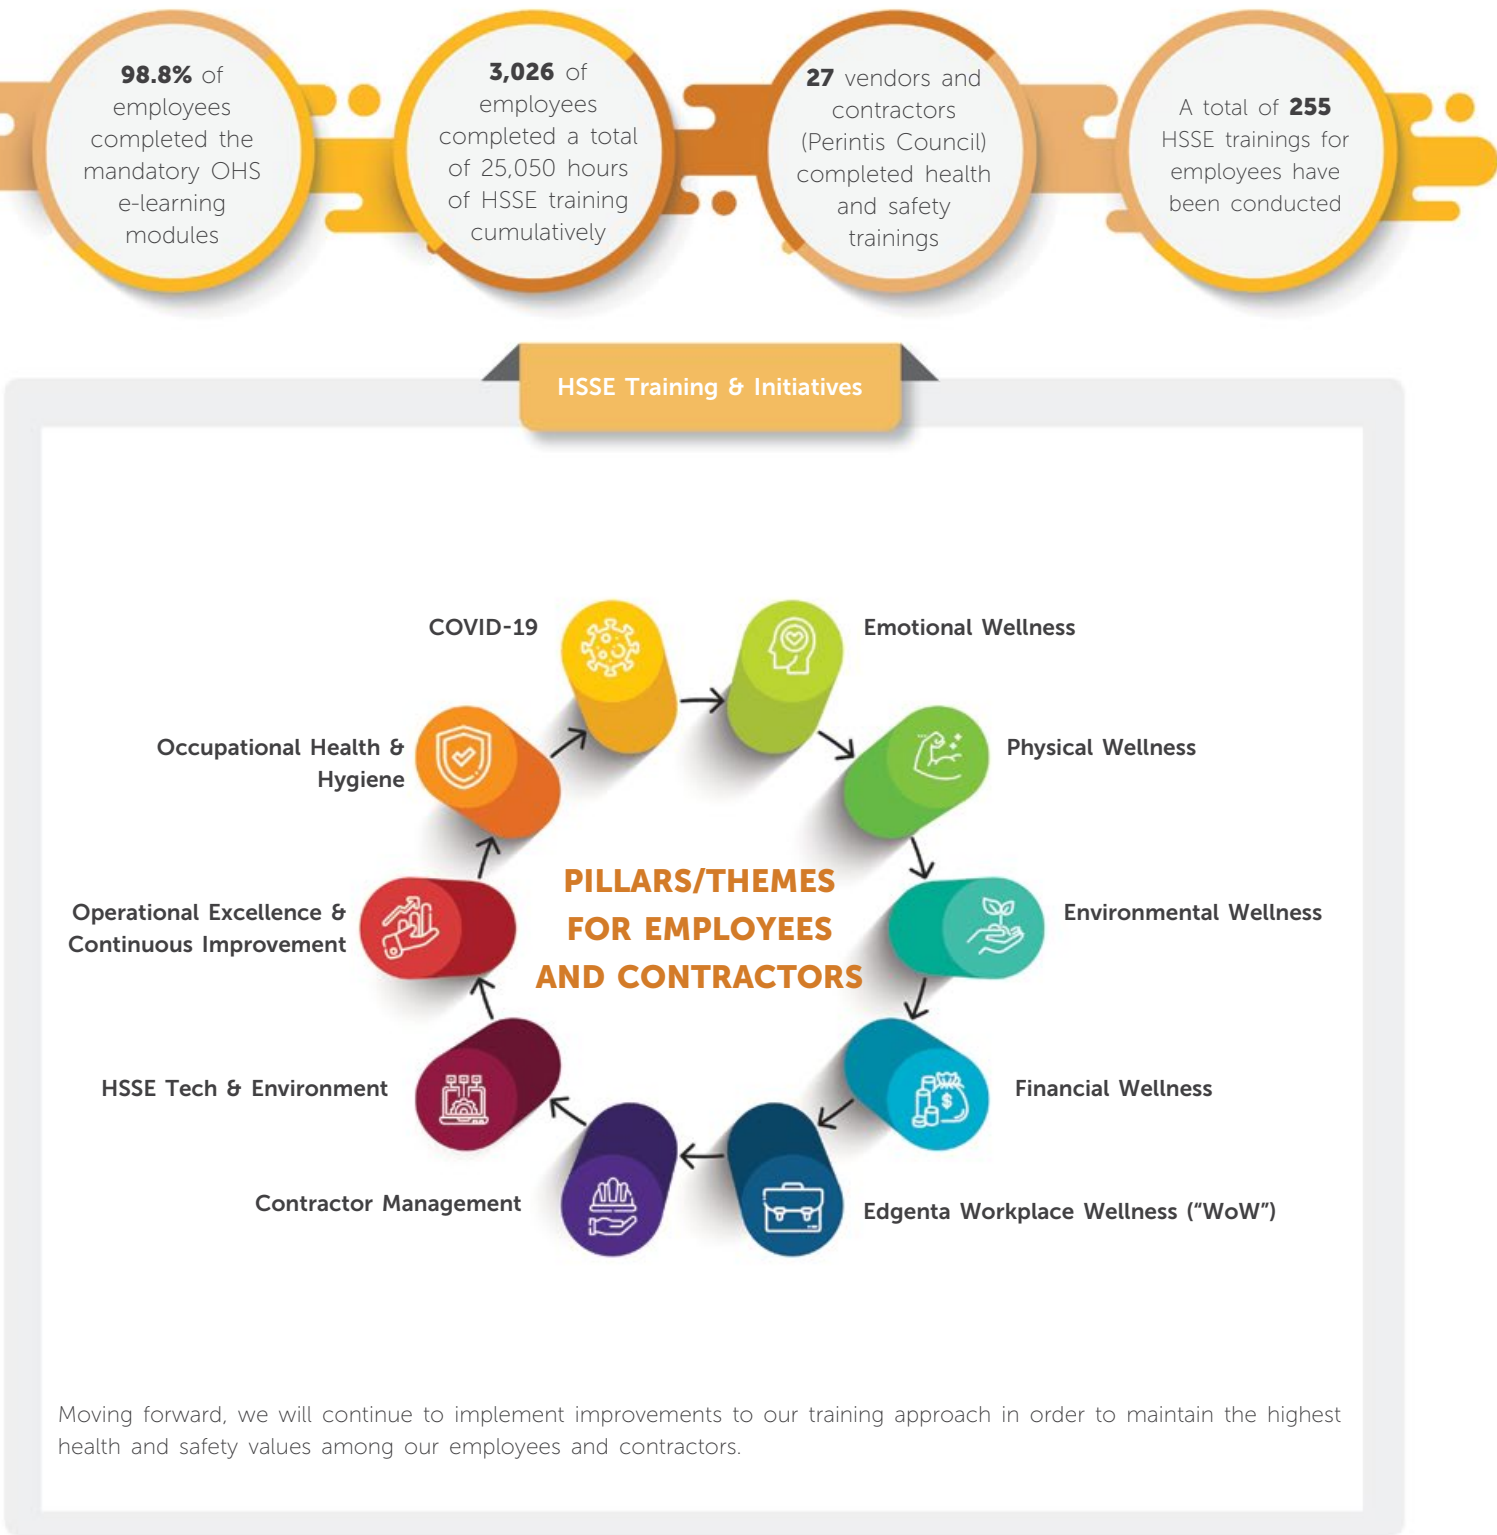 98.8% of
employees
completed the
mandatory OHS
e-learning
modules
3,026 of
employees
completed a total
of 25,050 hours
of HSSE training
cumulatively
27 vendors and
contractors
(Perintis Council)
completed health
and safety
trainings
A total of 255
HSSE trainings for
employees have
been conducted
HSSE Training & Initiatives
COVID-19
Emotional Wellness
Occupational Health &
Hygiene
Physical Wellness
Operational Excellence &
Continuous Improvement
PILLARS/THEMES
FOR EMPLOYEES
AND CONTRACTORS
Environmental Wellness
HSSE Tech & Environment
Financial Wellness
Contractor Management
Edgenta Workplace Wellness (“WoW”)
Moving forward, we will continue to implement improvements to our training approach in order to maintain the highest
health and safety values among our employees and contractors.